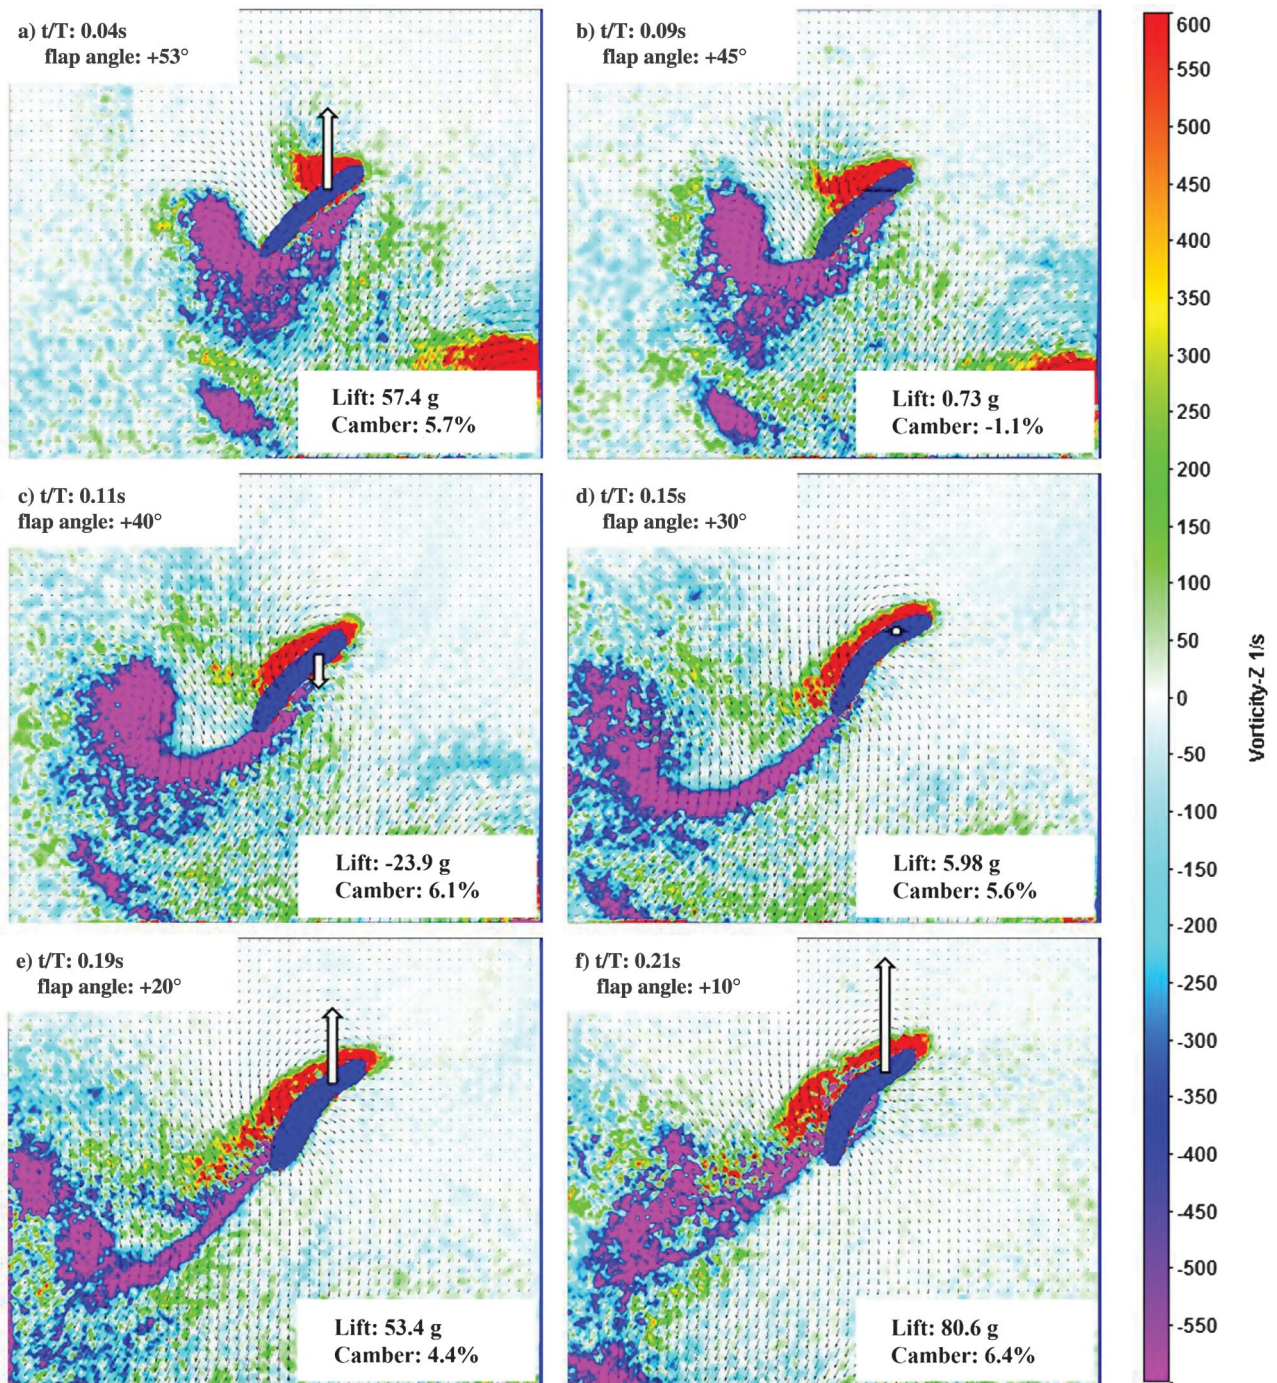 a) t/T: 0.04s
flap angle: +53°
Lift: 57.4 g
Camber: 5.7%
b) t/T: 0.09s
flap angle: +45°
Lift: 0.73 g
Camber: -1.1%
c) t/T: 0.11s
flap angle: +40°
Lift: -23.9 g
Camber: 6.1%
d) t/T: 0.15s
flap angle: +30°
Lift: 5.98 g
Camber: 5.6%
e) t/T: 0.19s
flap angle: +20°
Lift: 53.4 g
Camber: 4.4%
f) t/T: 0.21s
flap angle: +10°
Lift: 80.6 g
Camber: 6.4%
600
550
500
450
400
350
300
250
200
150
100
50
0
-50
-100
-150
-200
-250
-300
-350
-400
-450
-500
-550
Vorticity-Z 1/s